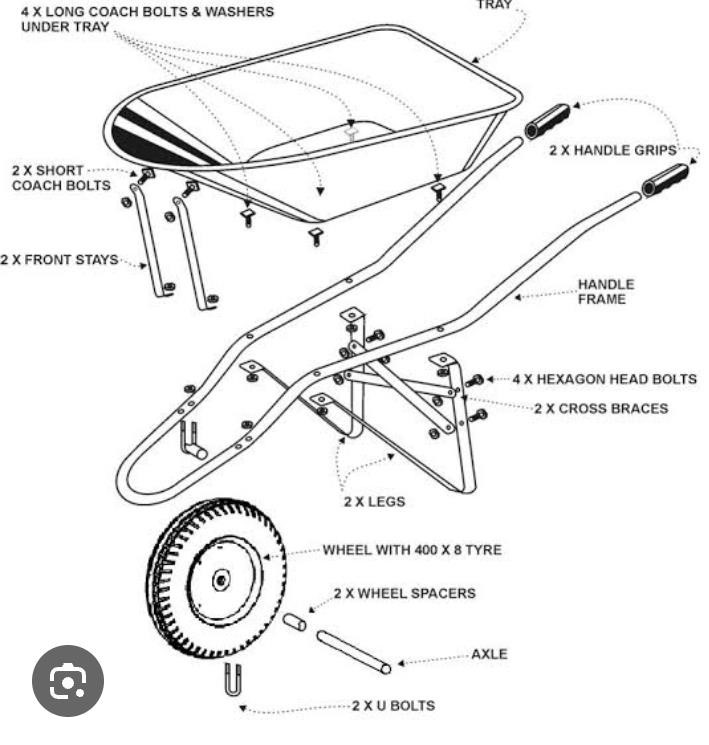 4 X LONG COACH BOLTS & WASHERS
UNDER TRAY
TRAY
2 X HANDLE GRIPS
2 X SHORT
COACH BOLTS
2 X FRONT STAYS
HANDLE
FRAME
4 X HEXAGON HEAD BOLTS
2 X CROSS BRACES
2 X LEGS
WHEEL WITH 400 X 8 TYRE
2 X WHEEL SPACERS
AXLE
2 X U BOLTS